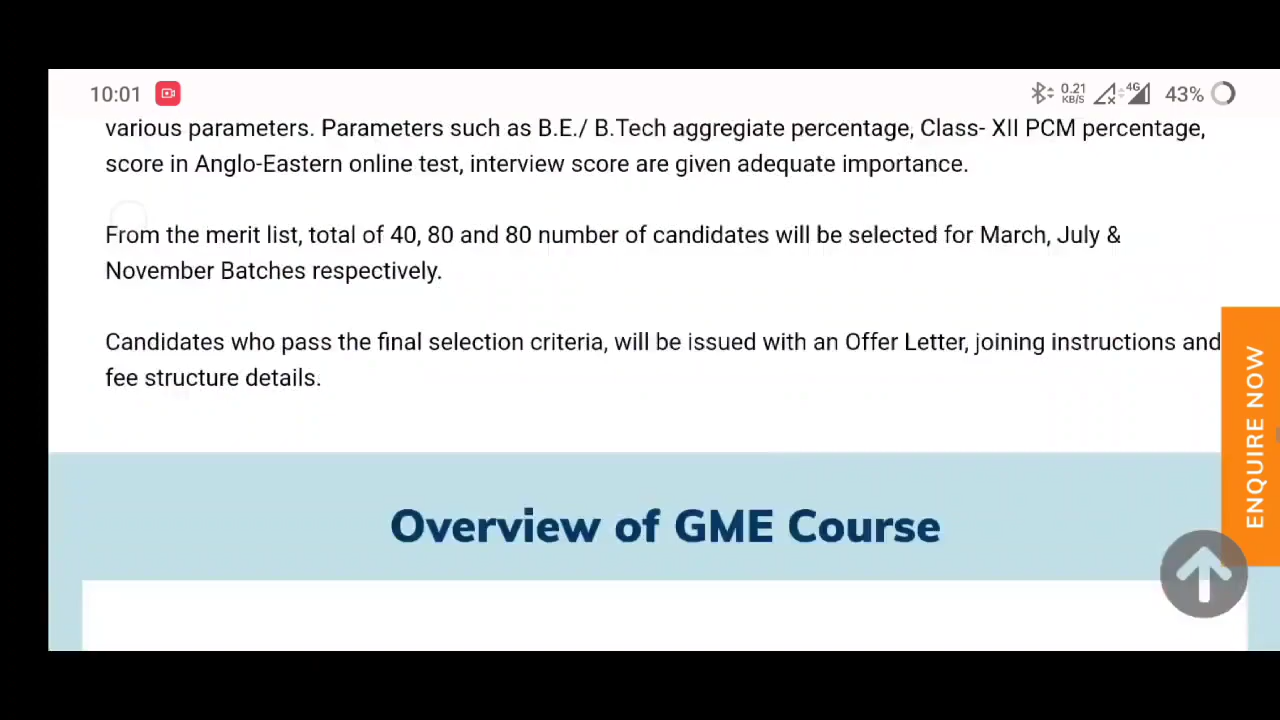 10:01
0.21
KB/S
4G
43%
various parameters. Parameters such as B.E./ B.Tech aggregiate percentage, Class- XII PCM percentage,
score in Anglo-Eastern online test, interview score are given adequate importance.
From the merit list, total of 40, 80 and 80 number of candidates will be selected for March, July &
November Batches respectively.
Candidates who pass the final selection criteria, will be issued with an Offer Letter, joining instructions and
fee structure details.
ENQUIRE NOW
Overview of GME Course